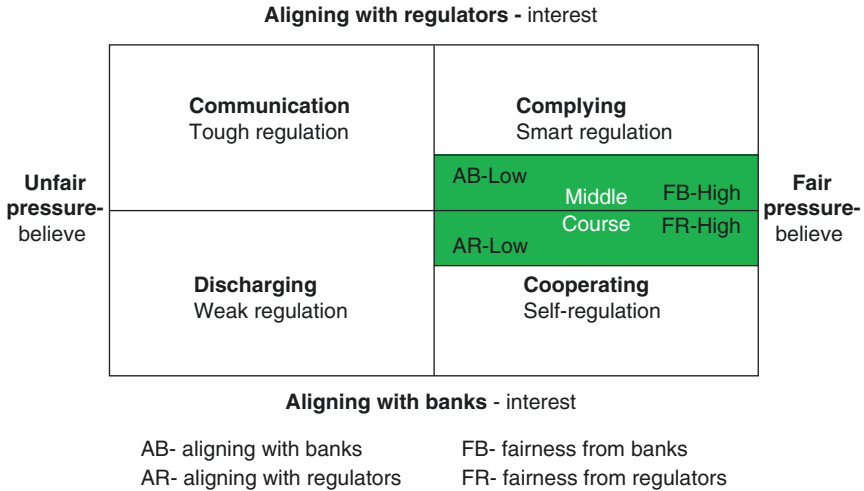 Aligning with regulators - interest
Communication
Tough regulation
Complying
Smart regulation
Unfair
pressure-
believe
AB-Low
Middle
FB-High
Course
AR-Low
FR-High
Fair
pressure-
believe
Discharging
Weak regulation
Cooperating
Self-regulation
Aligning with banks - interest
AB- aligning with banks
FB- fairness from banks
AR- aligning with regulators
FR- fairness from regulators